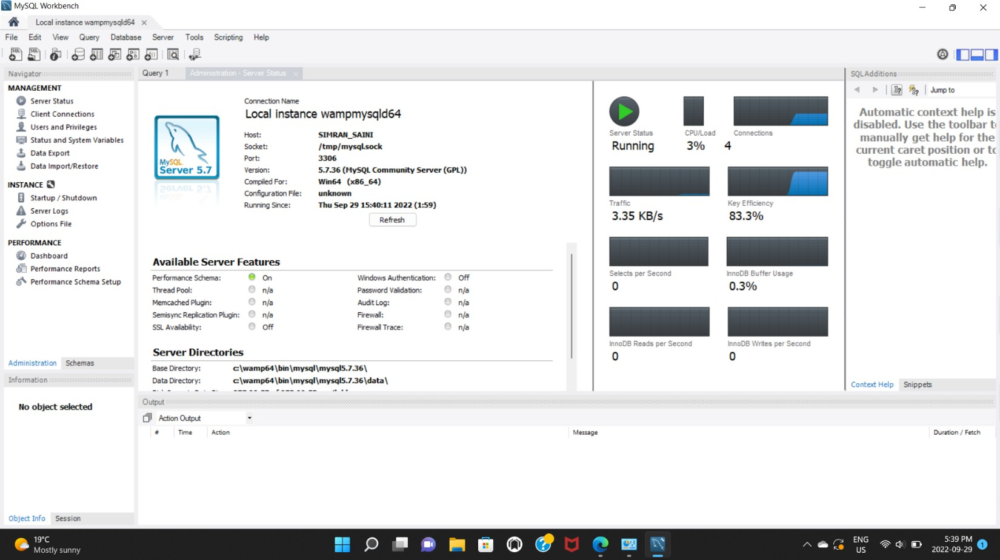 MySQL Workbench
Local instance wampmysqld64
File Edit View Query Database Server Tools Scripting Help
Navigator
MANAGEMENT
Server Status
Client Connections
Users and Privileges
Status and System Variables
Data Export
Data Import/Restore
INSTANCE
Startup / Shutdown
Server Logs
Options File
PERFORMANCE
Dashboard
Performance Reports
Performance Schema Setup
Administration Schemas
Information
No object selected
Object Info Session
Query 1 Administration - Server Status
MySQL
Server 5.7
Connection Name
Local instance wampmysqld64
Host: SIMRAN_SAINI
Socket: /tmp/mysql.sock
Port: 3306
Version: 5.7.36 (MySQL Community Server (GPL))
Compiled For: Win64 (x86_64)
Configuration File: unknown
Running Since: Thu Sep 29 15:40:11 2022 (1:59)
Refresh
Available Server Features
Performance Schema: On Windows Authentication: Off
Thread Pool: n/a Password Validation: n/a
Memcached Plugin: n/a Audit Log: n/a
Semisync Replication Plugin: n/a Firewall: n/a
SSL Availability: Off Firewall Trace: n/a
Server Directories
Base Directory: c:\wamp64\bin\mysql\mysql5.7.36\
Data Directory: c:\wamp64\bin\mysql\mysql5.7.36\data\
Server Status CPU/Load Connections
Running 3% 4
Traffic Key Efficiency
3.35 KB/s 83.3%
Selects per Second InnoDB Buffer Usage
0 0.3%
InnoDB Reads per Second InnoDB Writes per Second
0 0
SQLAdditions
Jump to
Automatic context help is
disabled. Use the toolbar to
manually get help for the
current caret position or to
toggle automatic help.
Context Help Snippets
Output
Action Output
# Time Action Message Duration / Fetch
19°C
Mostly sunny
ENG
US
5:39 PM
2022-09-29
1